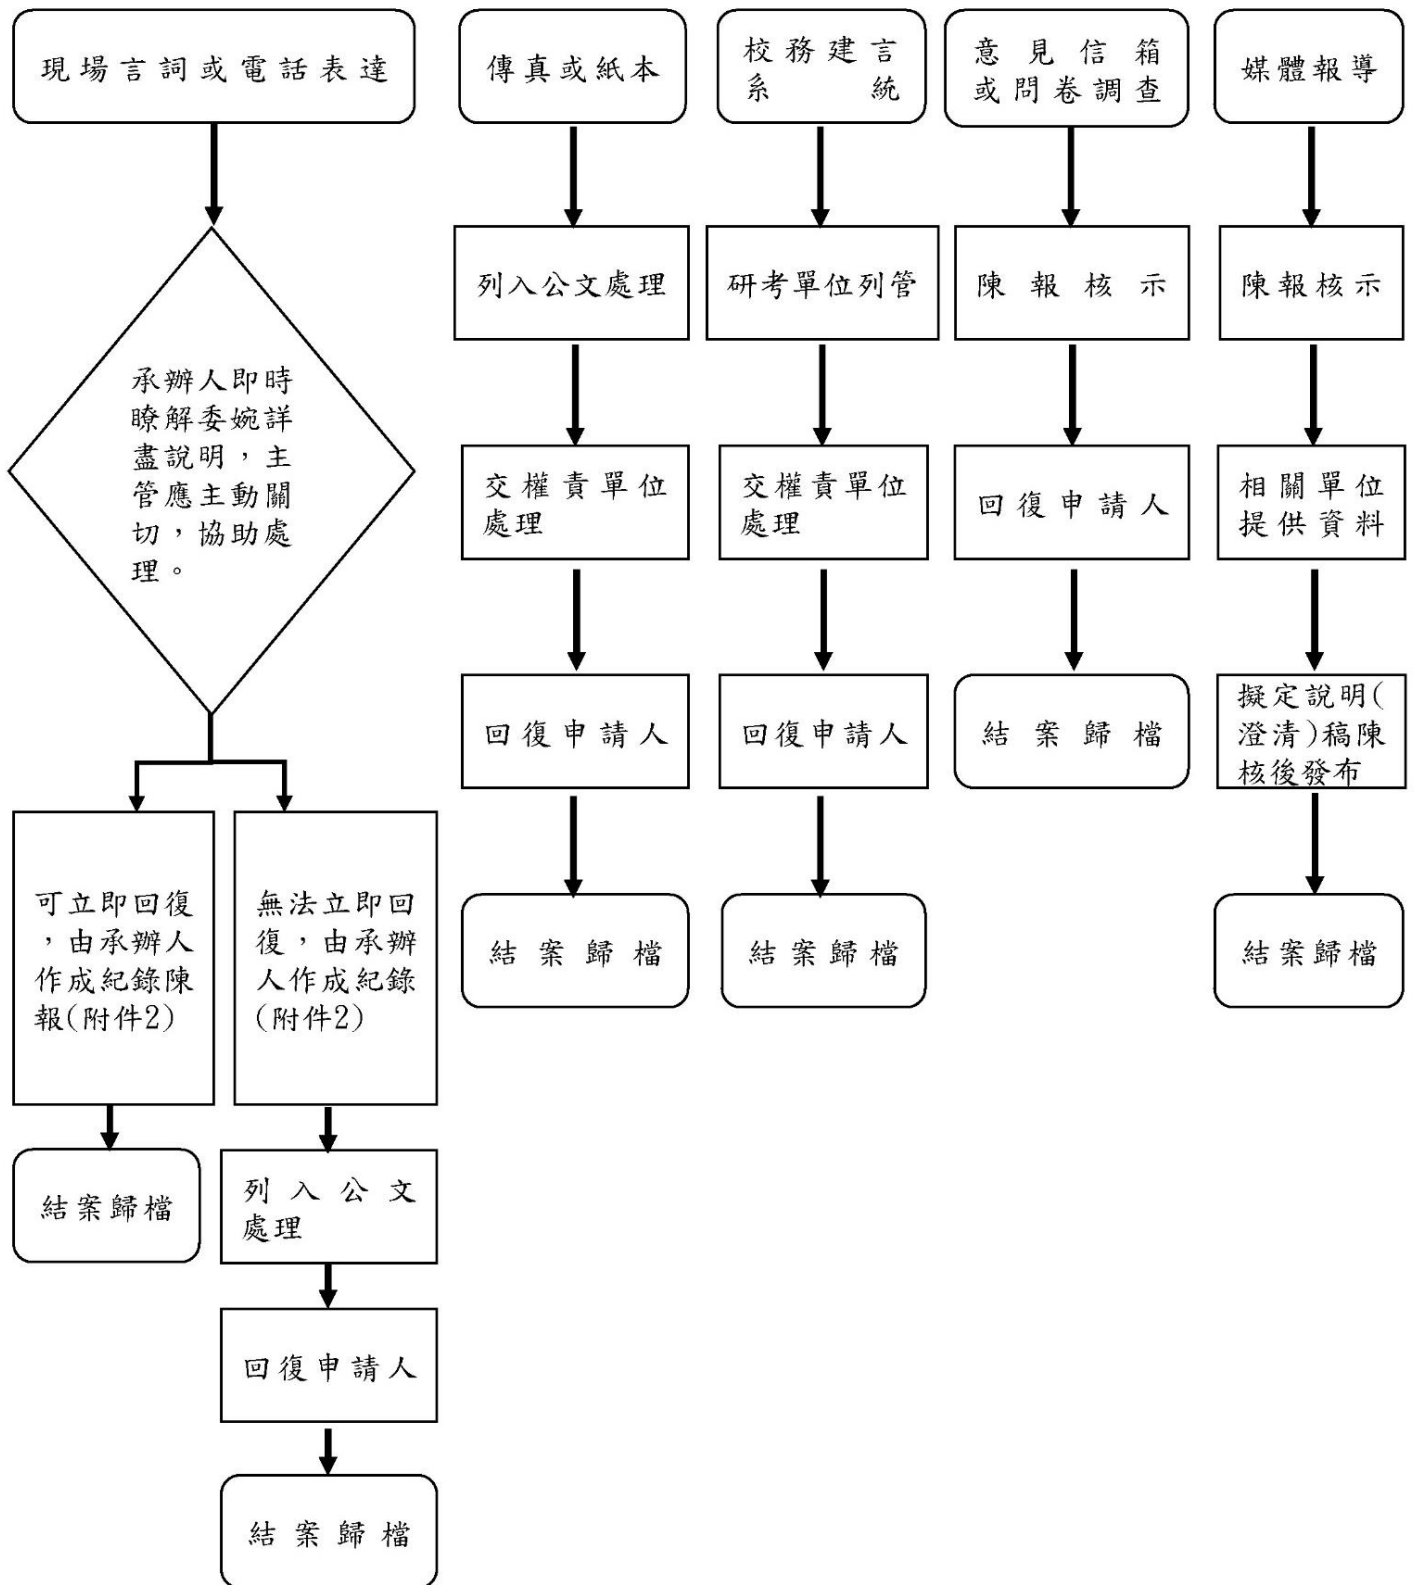 現場言詞或電話表達
承辦人即時
瞭解委婉詳
盡說明，主
管應主動關
切，協助處
理。
可立即回復
，由承辦人
作成紀錄陳
報(附件2)
結案歸檔
無法立即回
復，由承辦
人作成紀錄
(附件2)
列入公文
處理
回復申請人
結案歸檔
傳真或紙本
列入公文處理
交權責單位
處理
回復申請人
結案歸檔
校務建言
系統
研考單位列管
交權責單位
處理
回復申請人
結案歸檔
意見信箱
或問卷調查
陳報核示
回復申請人
結案歸檔
媒體報導
陳報核示
相關單位
提供資料
擬定說明(
澄清)稿陳
核後發布
結案歸檔